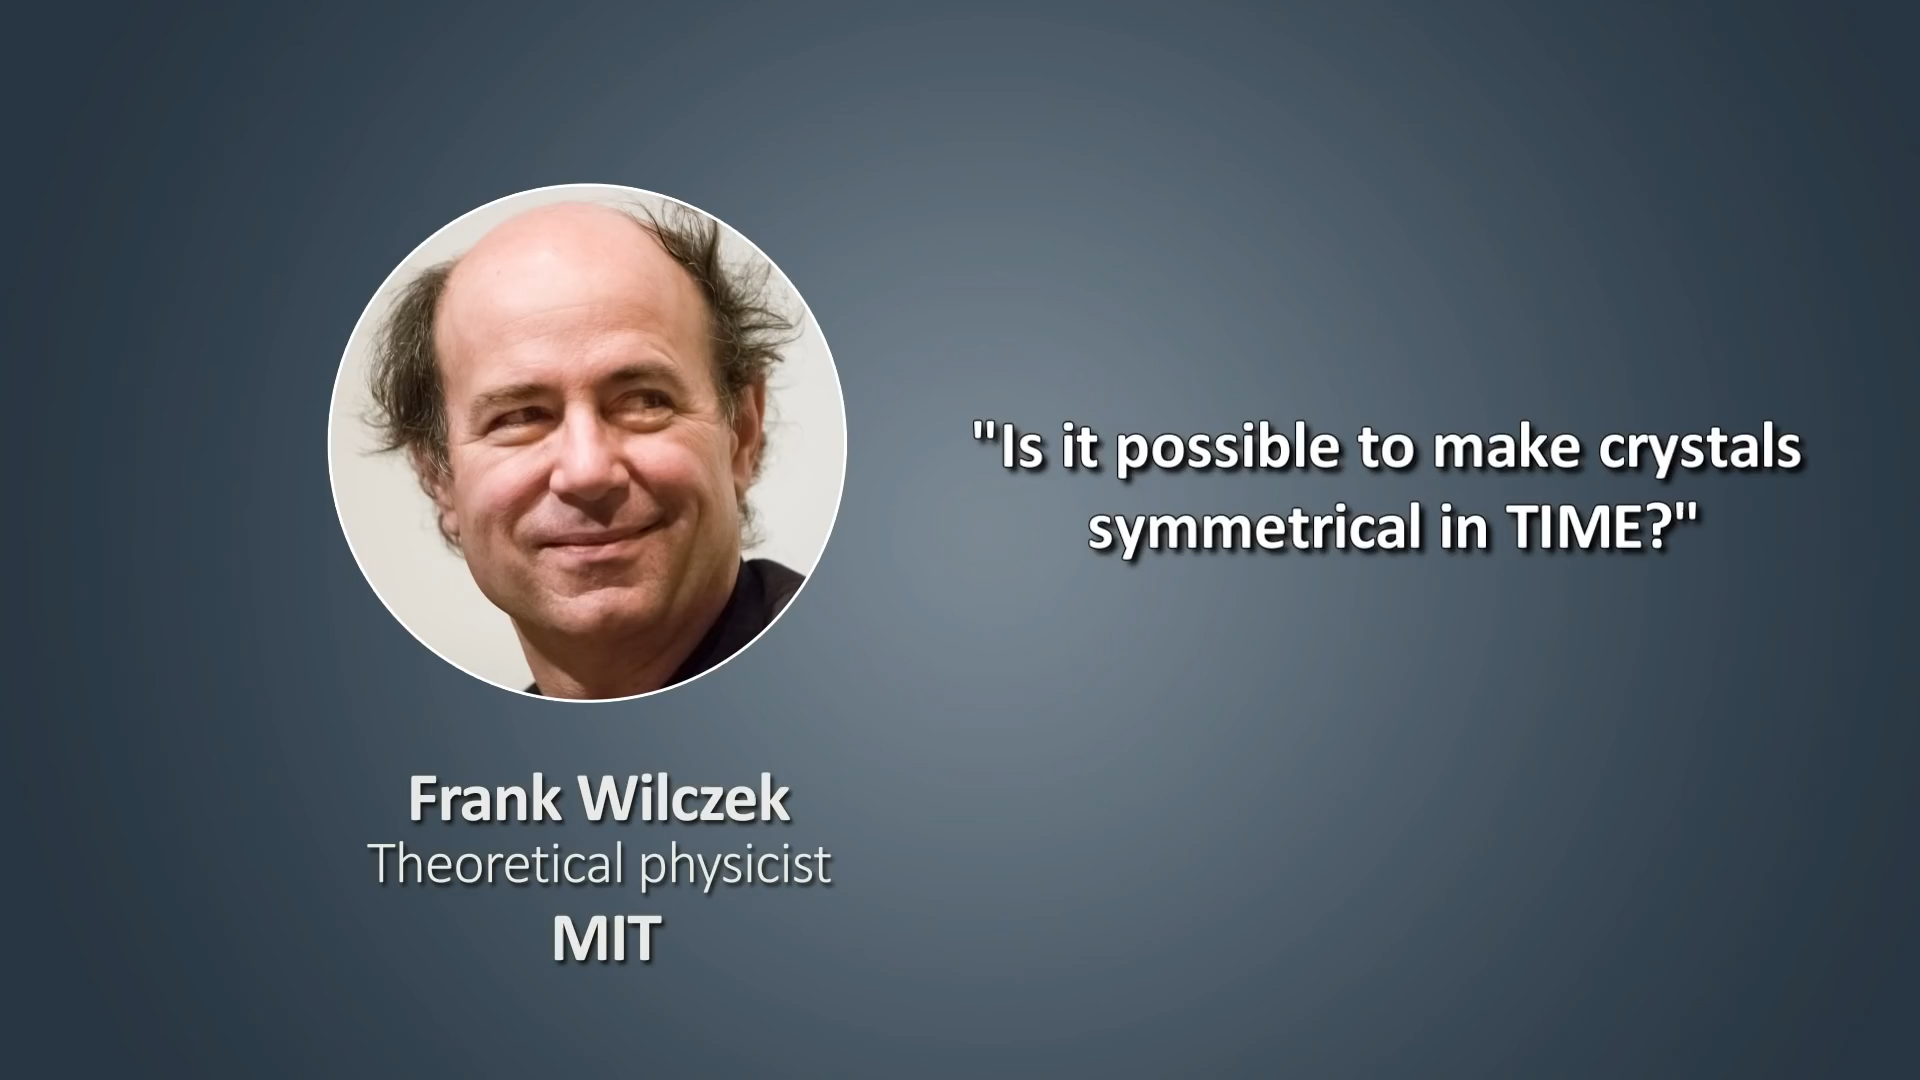 "Is it possible to make crystals
symmetrical in TIME?"
Frank Wilczek
Theoretical physicist
MIT